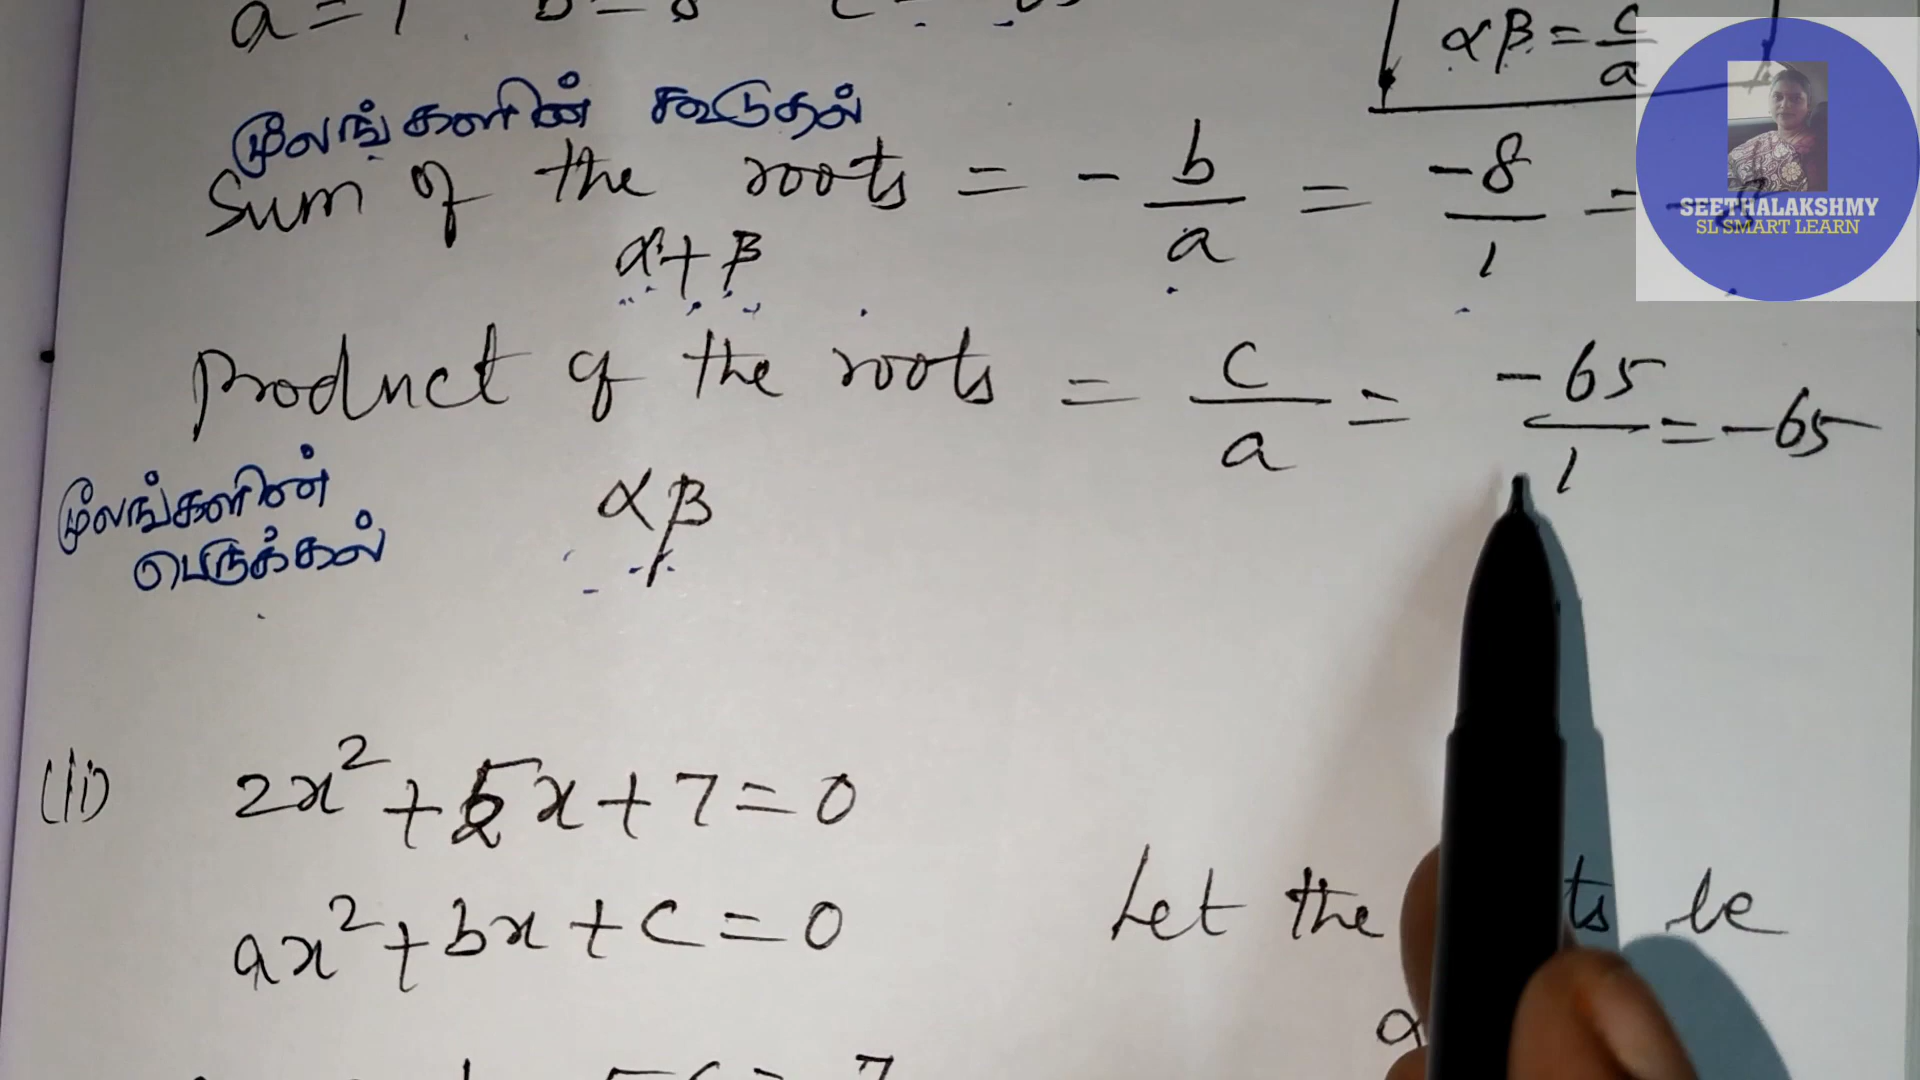 a = 1 b = 8 c =
αβ = c/a
மூலங்களின் கூடுதல்
Sum of the roots = - b/a = -8/1 =
α + β
Product of the roots = c/a = -65/1 = -65
மூலங்களின்
பெருக்கல்
αβ
(ii) 2x² + 5x + 7 = 0
ax² + bx + c = 0
Let the be
α
7
SEETHALAKSHMY
SL SMART LEARN